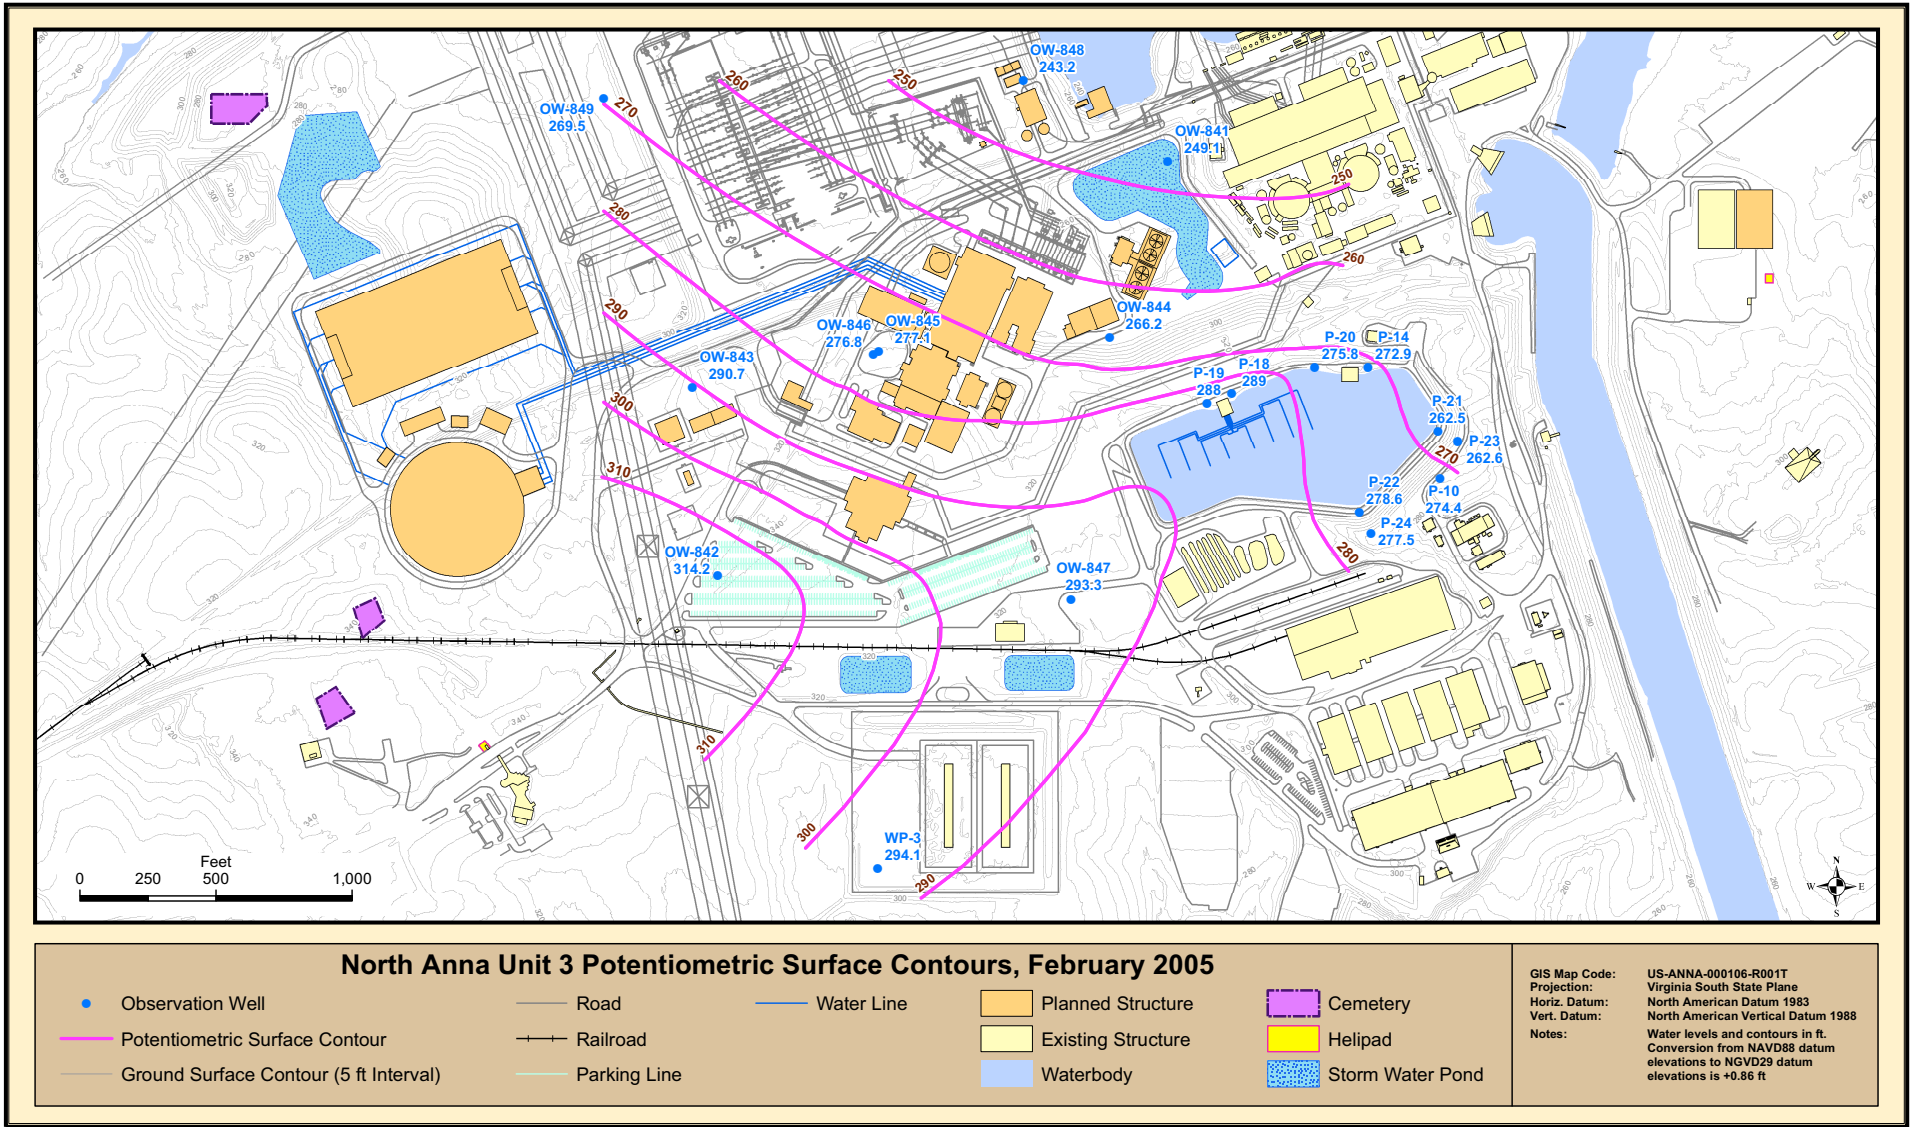 OW-848
243.2
OW-849
269.5
270
260
250
OW-841
249.1
250
280
260
290
OW-846
276.8
OW-845
277.1
OW-844
266.2
OW-843
290.7
P-20
275.8
P-14
272.9
P-19
288
P-18
289
300
P-21
262.5
P-23
262.6
270
310
P-22
278.6
P-10
274.4
P-24
277.5
280
OW-842
314.2
OW-847
293.3
310
300
WP-3
294.1
290
Feet
0 250 500 1,000
N
W E
S
North Anna Unit 3 Potentiometric Surface Contours, February 2005
Observation Well
Potentiometric Surface Contour
Ground Surface Contour (5 ft Interval)
Road
Railroad
Parking Line
Water Line
Planned Structure
Existing Structure
Waterbody
Cemetery
Helipad
Storm Water Pond
GIS Map Code: US-ANNA-000106-R001T
Projection: Virginia South State Plane
Horiz. Datum: North American Datum 1983
Vert. Datum: North American Vertical Datum 1988
Notes: Water levels and contours in ft.
Conversion from NAVD88 datum
elevations to NGVD29 datum
elevations is +0.86 ft